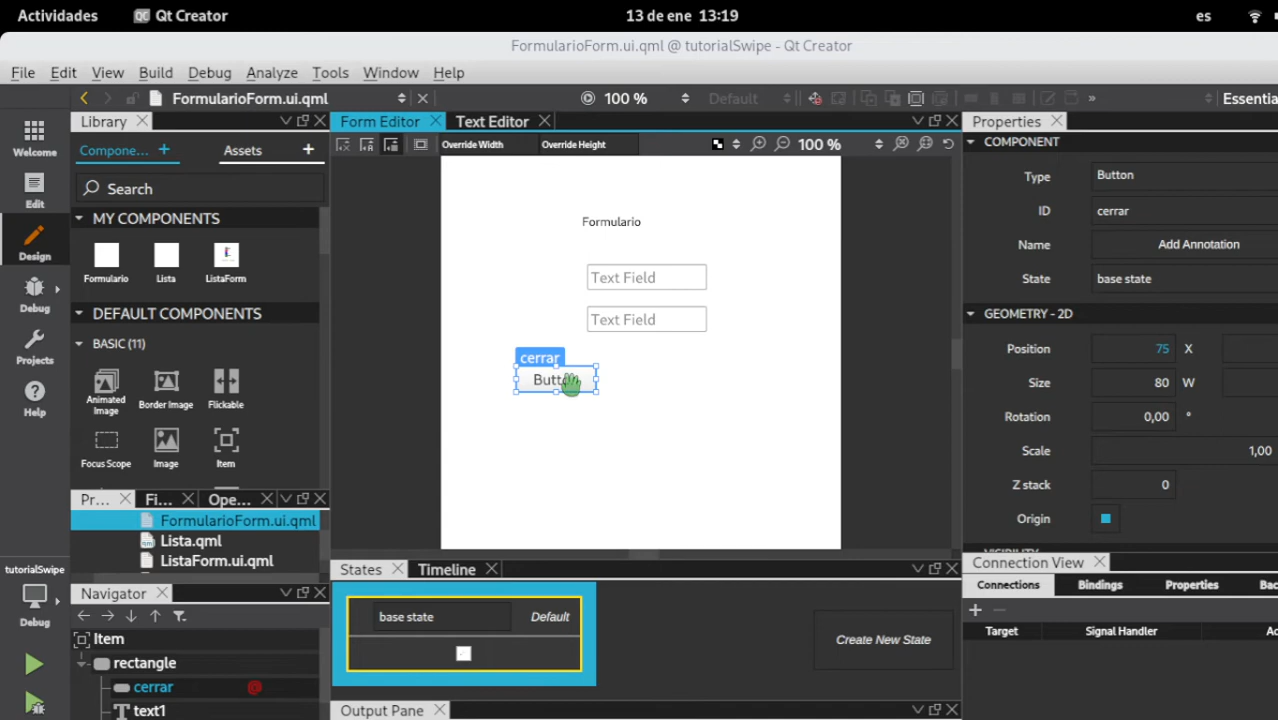 Actividades
Qt Creator
13 de ene 13:19
es
FormularioForm.ui.qml @ tutorialSwipe - Qt Creator
File Edit View Build Debug Analyze Tools Window Help
FormularioForm.ui.qml
100 %
Default
»
Essentia
Welcome
Edit
Design
Debug
Projects
Help
tutorialSwipe
Debug
Library
Compone... +
Assets +
Search
MY COMPONENTS
Formulario Lista ListaForm
DEFAULT COMPONENTS
BASIC (11)
Animated Image
Border Image
Flickable
Focus Scope
Image
Item
Pr... Fi... Ope...
FormularioForm.ui.qml
Lista.qml
ListaForm.ui.qml
Navigator
Item
rectangle
cerrar
text1
Form Editor
Text Editor
Override Width
Override Height
100 %
Formulario
Text Field
Text Field
cerrar
Button
States
Timeline
base state
Default
Create New State
Output Pane
Properties
COMPONENT
Type Button
ID cerrar
Name Add Annotation
State base state
GEOMETRY - 2D
Position 75 X
Size 80 W
Rotation 0,00 °
Scale 1,00
Z stack 0
Origin
Connection View
Connections Bindings Properties
Target Signal Handler